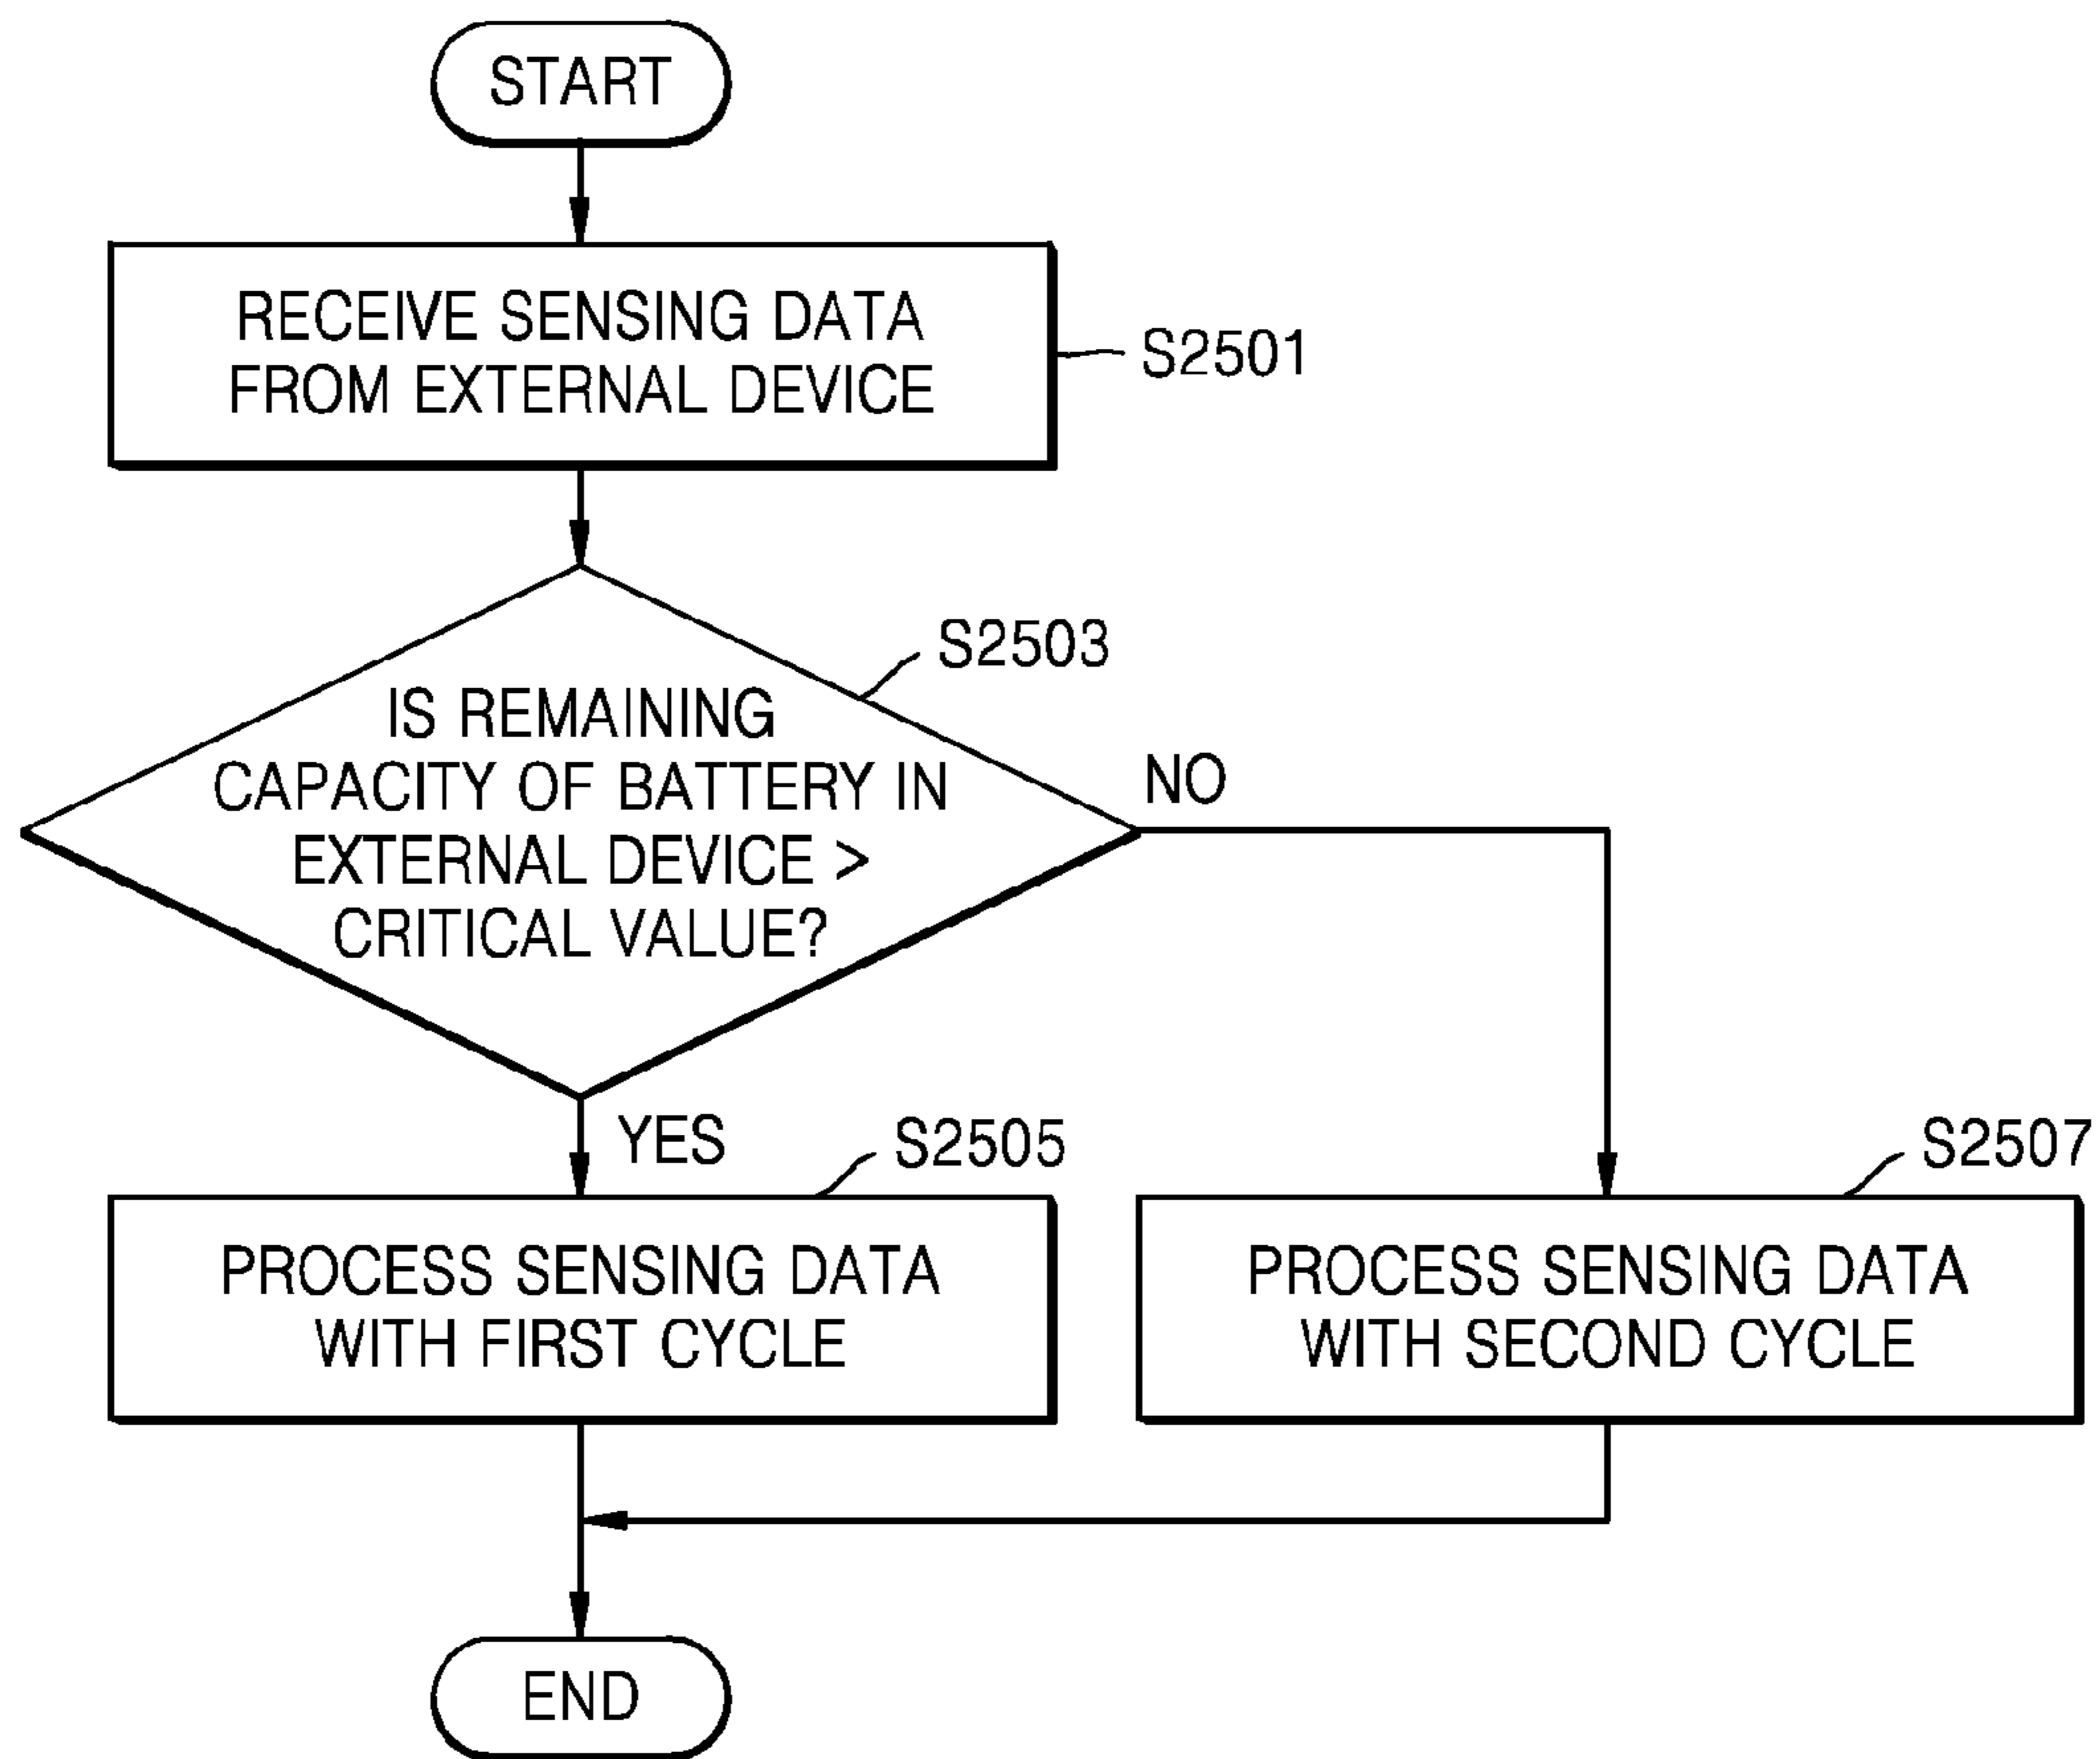 START
RECEIVE SENSING DATA
FROM EXTERNAL DEVICE
S2501
S2503
IS REMAINING
CAPACITY OF BATTERY IN
EXTERNAL DEVICE >
CRITICAL VALUE?
NO
YES
S2505
S2507
PROCESS SENSING DATA
WITH FIRST CYCLE
PROCESS SENSING DATA
WITH SECOND CYCLE
END